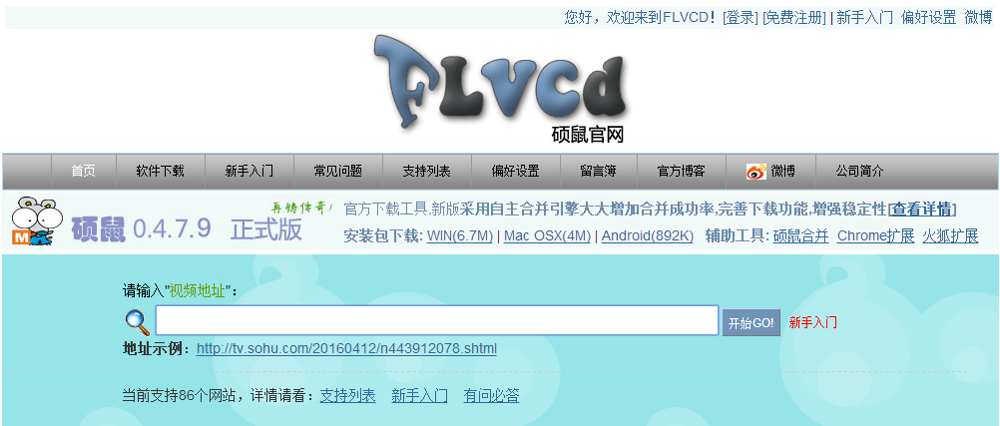 您好，欢迎来到FLVCD! [登录] [免费注册] | 新手入门 偏好设置 微博
FLVCd
硕鼠官网
首页 软件下载 新手入门 常见问题 支持列表 偏好设置 留言簿 官方博客 微博 公司简介
再铸传奇!
M 硕鼠 0.4.7.9 正式版
官方下载工具,新版采用自主合并引擎大大增加合并成功率,完善下载功能,增强稳定性[查看详情]
安装包下载: WIN(6.7M) | Mac OSX(4M) | Android(892K) 辅助工具: 硕鼠合并 Chrome扩展 火狐扩展
请输入"视频地址"：
开始GO! 新手入门
地址示例：http://tv.sohu.com/20160412/n443912078.shtml
当前支持86个网站，详情请看：支持列表 新手入门 有问必答